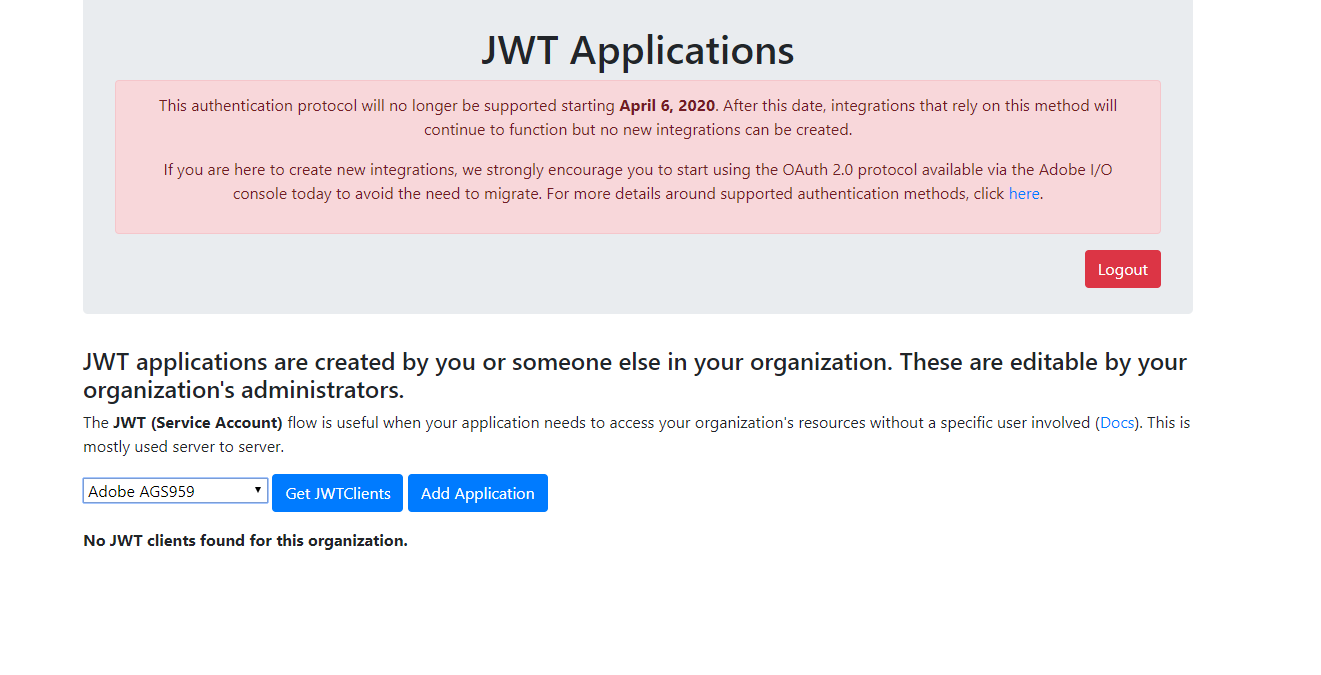 JWT Applications
This authentication protocol will no longer be supported starting April 6, 2020. After this date, integrations that rely on this method will
continue to function but no new integrations can be created.
If you are here to create new integrations, we strongly encourage you to start using the OAuth 2.0 protocol available via the Adobe I/O
console today to avoid the need to migrate. For more details around supported authentication methods, click here.
Logout
JWT applications are created by you or someone else in your organization. These are editable by your
organization's administrators.
The JWT (Service Account) flow is useful when your application needs to access your organization's resources without a specific user involved (Docs). This is
mostly used server to server.
Adobe AGS959 Get JWTClients Add Application
No JWT clients found for this organization.